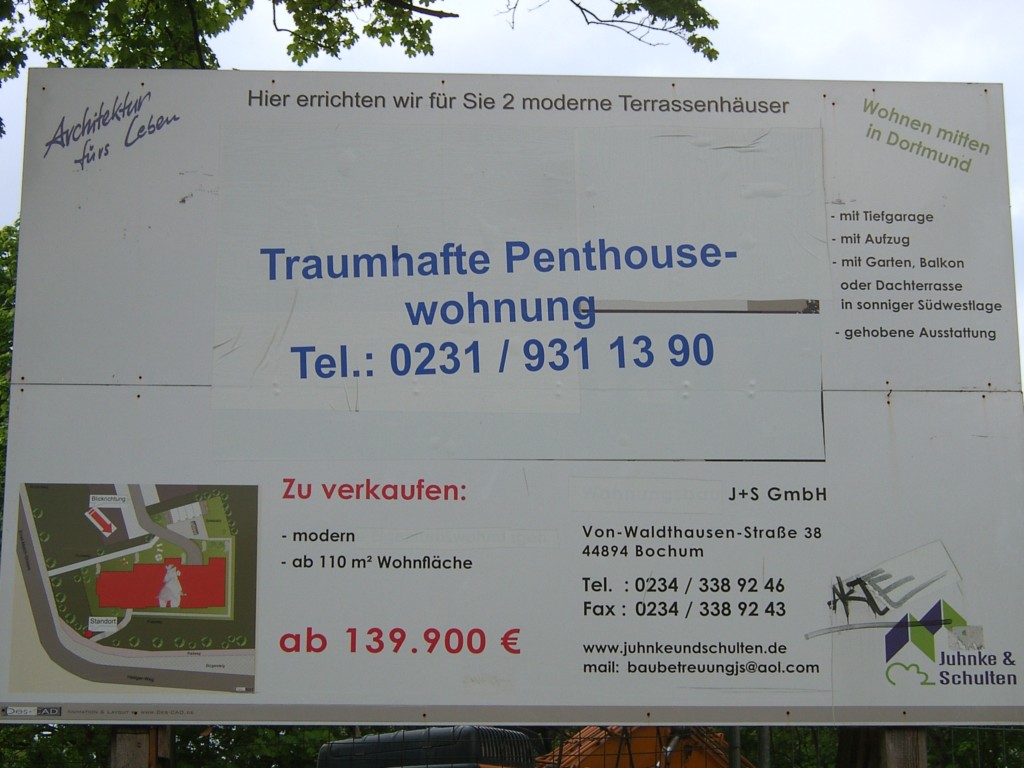 Architektur
fürs Leben
Hier errichten wir für Sie 2 moderne Terrassenhäuser
Wohnen mitten
in Dortmund
- mit Tiefgarage
- mit Aufzug
- mit Garten, Balkon
oder Dachterrasse
in sonniger Südwestlage
- gehobene Ausstattung
Traumhafte Penthouse-
wohnung
Tel.: 0231 / 931 13 90
Blickrichtung
Standort
Zu verkaufen:
- modern
- ab 110 m² Wohnfläche
ab 139.900 €
J+S GmbH
Von-Waldthausen-Straße 38
44894 Bochum
Tel. : 0234 / 338 92 46
Fax : 0234 / 338 92 43
www.juhnkeundschulten.de
mail: baubetreuungjs@aol.com
Juhnke &
Schulten